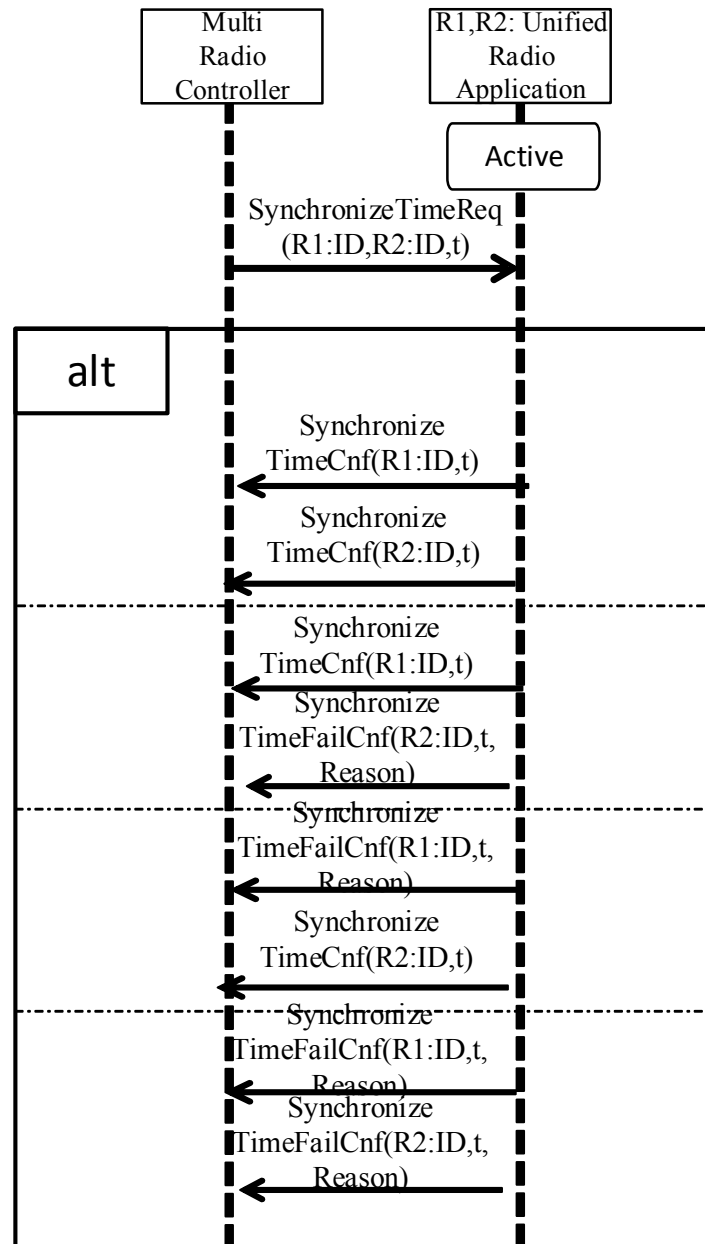 Multi
Radio
Controller
R1,R2: Unified
Radio
Application
Active
SynchronizeTimeReq
(R1:ID,R2:ID,t)
alt
Synchronize
TimeCnf(R1:ID,t)
Synchronize
TimeCnf(R2:ID,t)
Synchronize
TimeCnf(R1:ID,t)
Synchronize
TimeFailCnf(R2:ID,t,
Reason)
Synchronize
TimeFailCnf(R1:ID,t,
Reason)
Synchronize
TimeCnf(R2:ID,t)
Synchronize
TimeFailCnf(R1:ID,t,
Reason)
Synchronize
TimeFailCnf(R2:ID,t,
Reason)